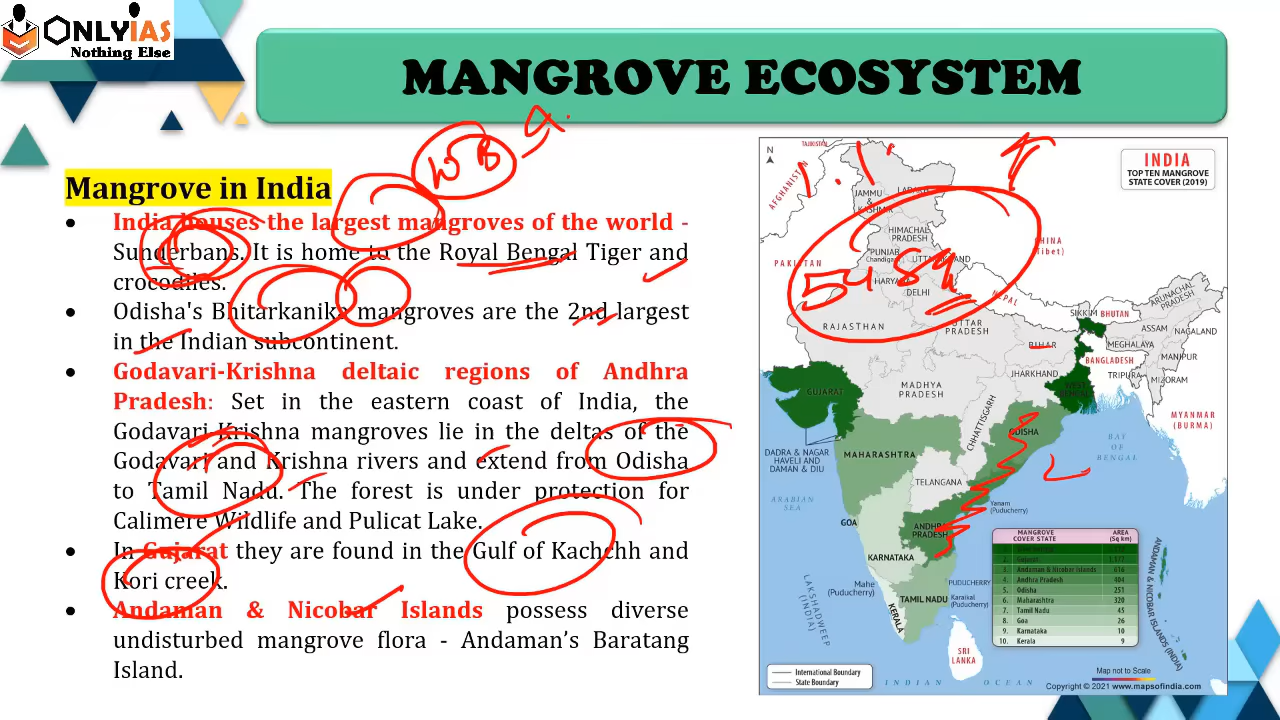 ONLYIAS
Nothing Else
MANGROVE ECOSYSTEM
WB
Mangrove in India
• India houses the largest mangroves of the world -
Sunderbans. It is home to the Royal Bengal Tiger and
crocodiles.
• Odisha's Bhitarkanika mangroves are the 2nd largest
in the Indian subcontinent.
• Godavari-Krishna deltaic regions of Andhra
Pradesh: Set in the eastern coast of India, the
Godavari-Krishna mangroves lie in the deltas of the
Godavari and Krishna rivers and extend from Odisha
to Tamil Nadu. The forest is under protection for
Calimere Wildlife and Pulicat Lake.
• In Gujarat they are found in the Gulf of Kachchh and
Kori creek.
• Andaman & Nicobar Islands possess diverse
undisturbed mangrove flora - Andaman’s Baratang
Island.
INDIA
TOP TEN MANGROVE
STATE COVER (2019)
N
TAJIKISTAN
AFGHANISTAN
PAKISTAN
CHINA
(Tibet)
NEPAL
BHUTAN
BANGLADESH
MYANMAR
(BURMA)
SRI
LANKA
JAMMU
&
KASHMIR
LADAKH
HIMACHAL
PRADESH
PUNJAB
Chandigarh
UTTARAKHAND
HARYANA
DELHI
RAJASTHAN
UTTAR
PRADESH
BIHAR
SIKKIM
ARUNACHAL
PRADESH
ASSAM
NAGALAND
MEGHALAYA
MANIPUR
TRIPURA
MIZORAM
JHARKHAND
WEST
BENGAL
GUJARAT
MADHYA
PRADESH
CHHATTISGARH
ODISHA
DADRA & NAGAR
HAVELI AND
DAMAN & DIU
MAHARASHTRA
TELANGANA
Yanam
(Puducherry)
GOA
ANDHRA
PRADESH
KARNATAKA
Mahe
(Puducherry)
PUDUCHERRY
Karaikal
(Puducherry)
TAMIL NADU
KERALA
LAKSHADWEEP
(INDIA)
ANDAMAN & NICOBAR ISLANDS (INDIA)
ARABIAN
SEA
BAY
OF
BENGAL
INDIAN OCEAN
MANGROVE COVER STATE AREA (Sq km)
2. Gujarat 1,177
3. Andaman & Nicobar Islands 616
4. Andhra Pradesh 404
5. Odisha 251
6. Maharashtra 320
7. Tamil Nadu 45
8. Goa 26
9. Karnataka 10
10. Kerala 9
International Boundary
State Boundary
Map not to Scale
Copyright © 2021 www.mapsofindia.com